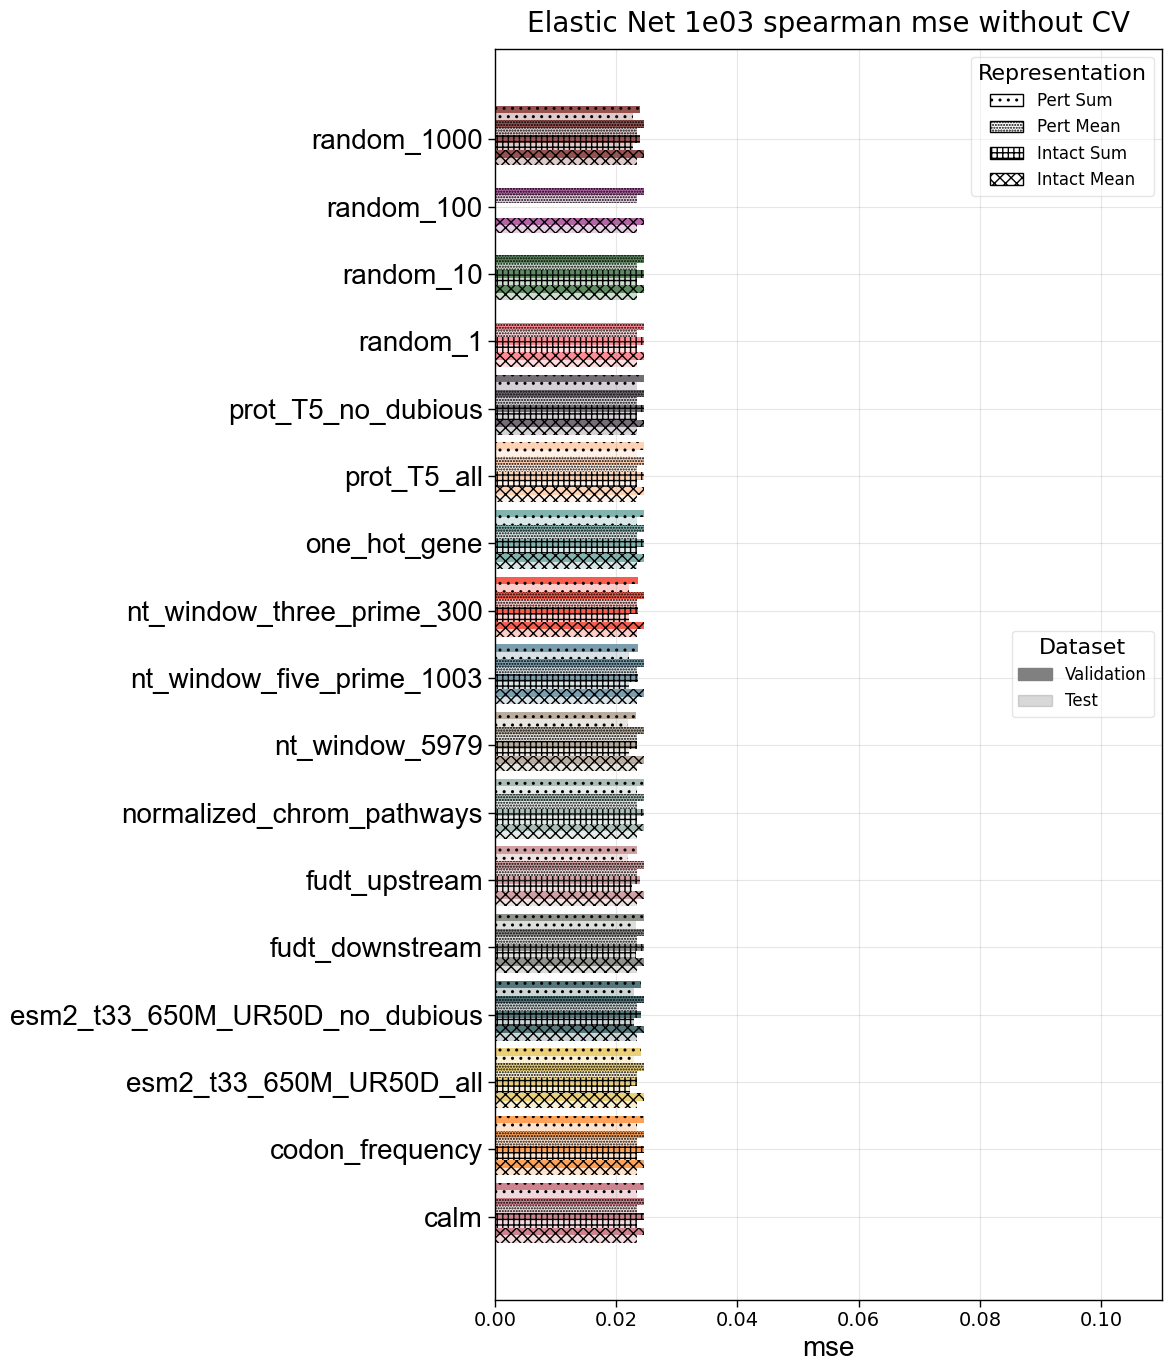 Elastic Net 1e03 spearman mse without CV
Representation
Pert Sum
Pert Mean
Intact Sum
Intact Mean
random_1000
random_100
random_10
random_1
prot_T5_no_dubious
prot_T5_all
one_hot_gene
nt_window_three_prime_300
nt_window_five_prime_1003
nt_window_5979
normalized_chrom_pathways
fudt_upstream
fudt_downstream
esm2_t33_650M_UR50D_no_dubious
esm2_t33_650M_UR50D_all
codon_frequency
calm
Dataset
Validation
Test
0.00 0.02 0.04 0.06 0.08 0.10
mse